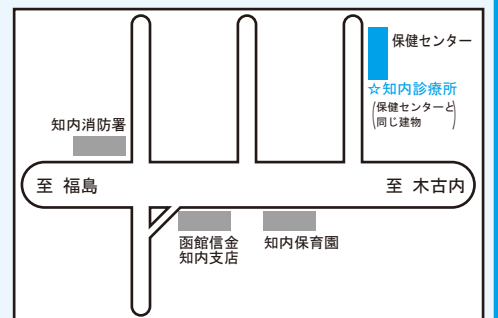 保健センター
☆知内診療所
(保健センターと
同じ建物)
知内消防署
至 福島
至 木古内
函館信金
知内支店
知内保育園